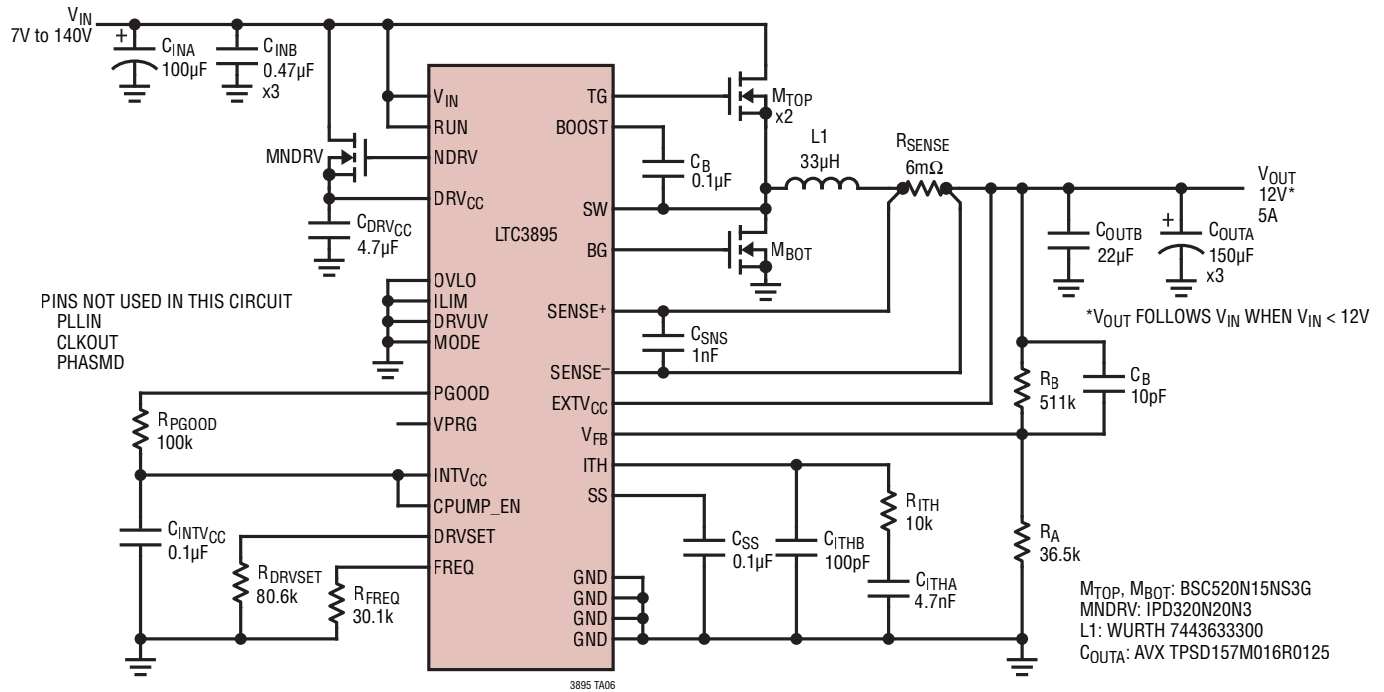 VIN
7V to 140V
+
CINA
100µF
CINB
0.47µF
x3
MNDRV
CDRVCC
4.7µF
PINS NOT USED IN THIS CIRCUIT
PLLIN
CLKOUT
PHASMD
RPGOOD
100k
CINTVCC
0.1µF
RDRVSET
80.6k
RFREQ
30.1k
VIN
RUN
NDRV
DRVCC
LTC3895
OVLO
ILIM
DRVUV
MODE
PGOOD
VPRG
INTVCC
CPUMP_EN
DRVSET
FREQ
TG
BOOST
SW
BG
SENSE+
SENSE–
EXTVCC
VFB
ITH
SS
GND
GND
GND
GND
MTOP
x2
CB
0.1µF
L1
33µH
RSENSE
6mΩ
MBOT
CSNS
1nF
VOUT
12V*
5A
COUTB
22µF
+
COUTA
150µF
x3
*VOUT FOLLOWS VIN WHEN VIN < 12V
RB
511k
CB
10pF
RITH
10k
CSS
0.1µF
CITHB
100pF
CITHA
4.7nF
RA
36.5k
MTOP, MBOT: BSC520N15NS3G
MNDRV: IPD320N20N3
L1: WURTH 7443633300
COUTA: AVX TPSD157M016R0125
3895 TA06